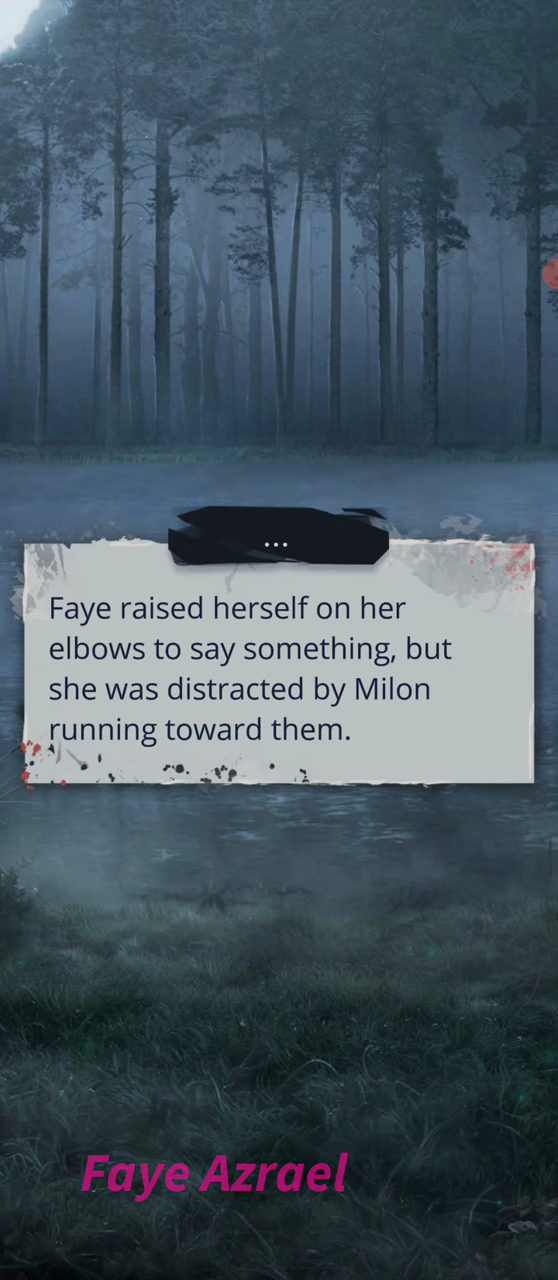 ...
Faye raised herself on her
elbows to say something, but
she was distracted by Milon
running toward them.
Faye Azrael